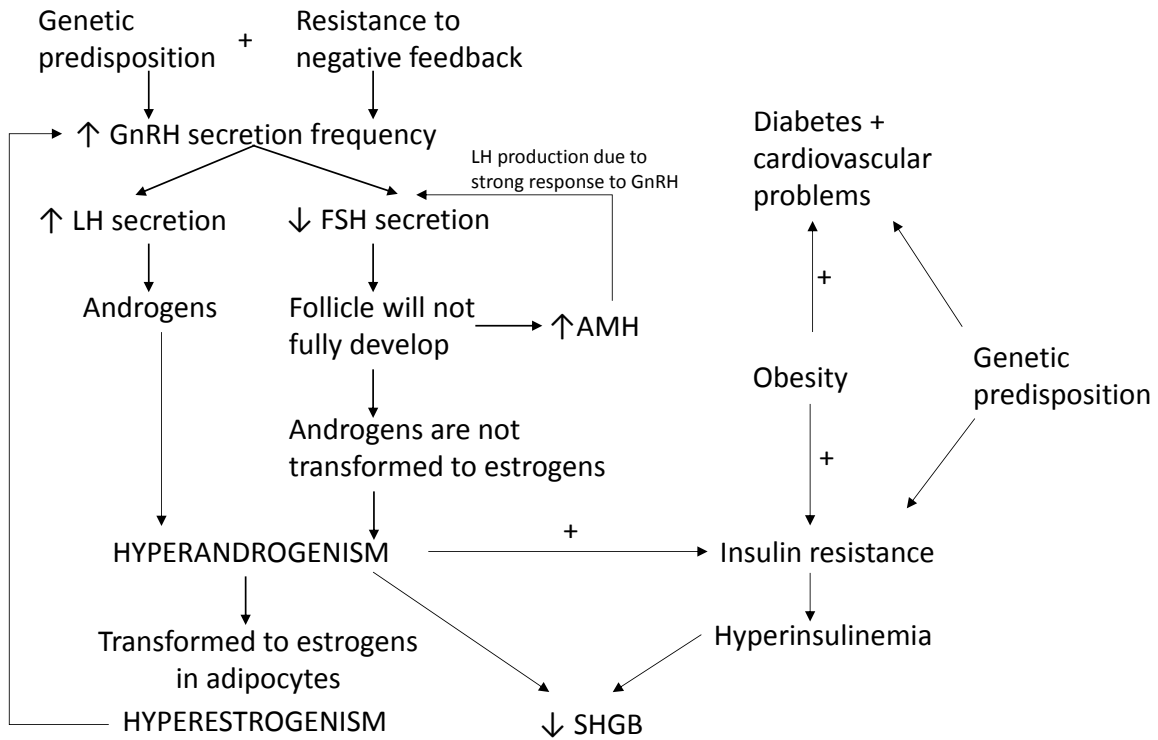 Genetic
predisposition
+
Resistance to
negative feedback
↑ GnRH secretion frequency
LH production due to
strong response to GnRH
↑ LH secretion
↓ FSH secretion
Androgens
Follicle will not
fully develop
↑AMH
Androgens are not
transformed to estrogens
HYPERANDROGENISM
+
Transformed to estrogens
in adipocytes
HYPERESTROGENISM
↓ SHGB
Diabetes +
cardiovascular
problems
+
Obesity
Genetic
predisposition
+
Insulin resistance
Hyperinsulinemia